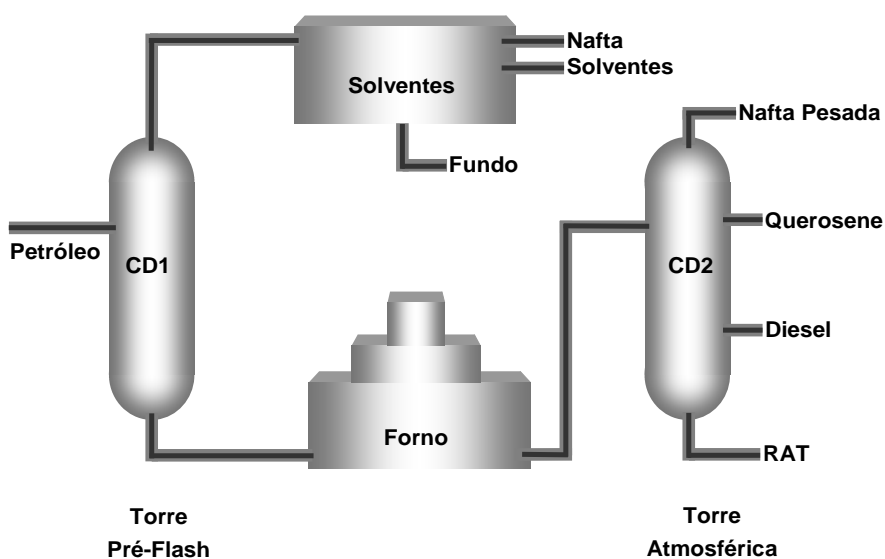 Nafta
Solventes
Solventes
Fundo
Petróleo
CD1
Forno
Nafta Pesada
Querosene
CD2
Diesel
RAT
Torre
Pré-Flash
Torre
Atmosférica